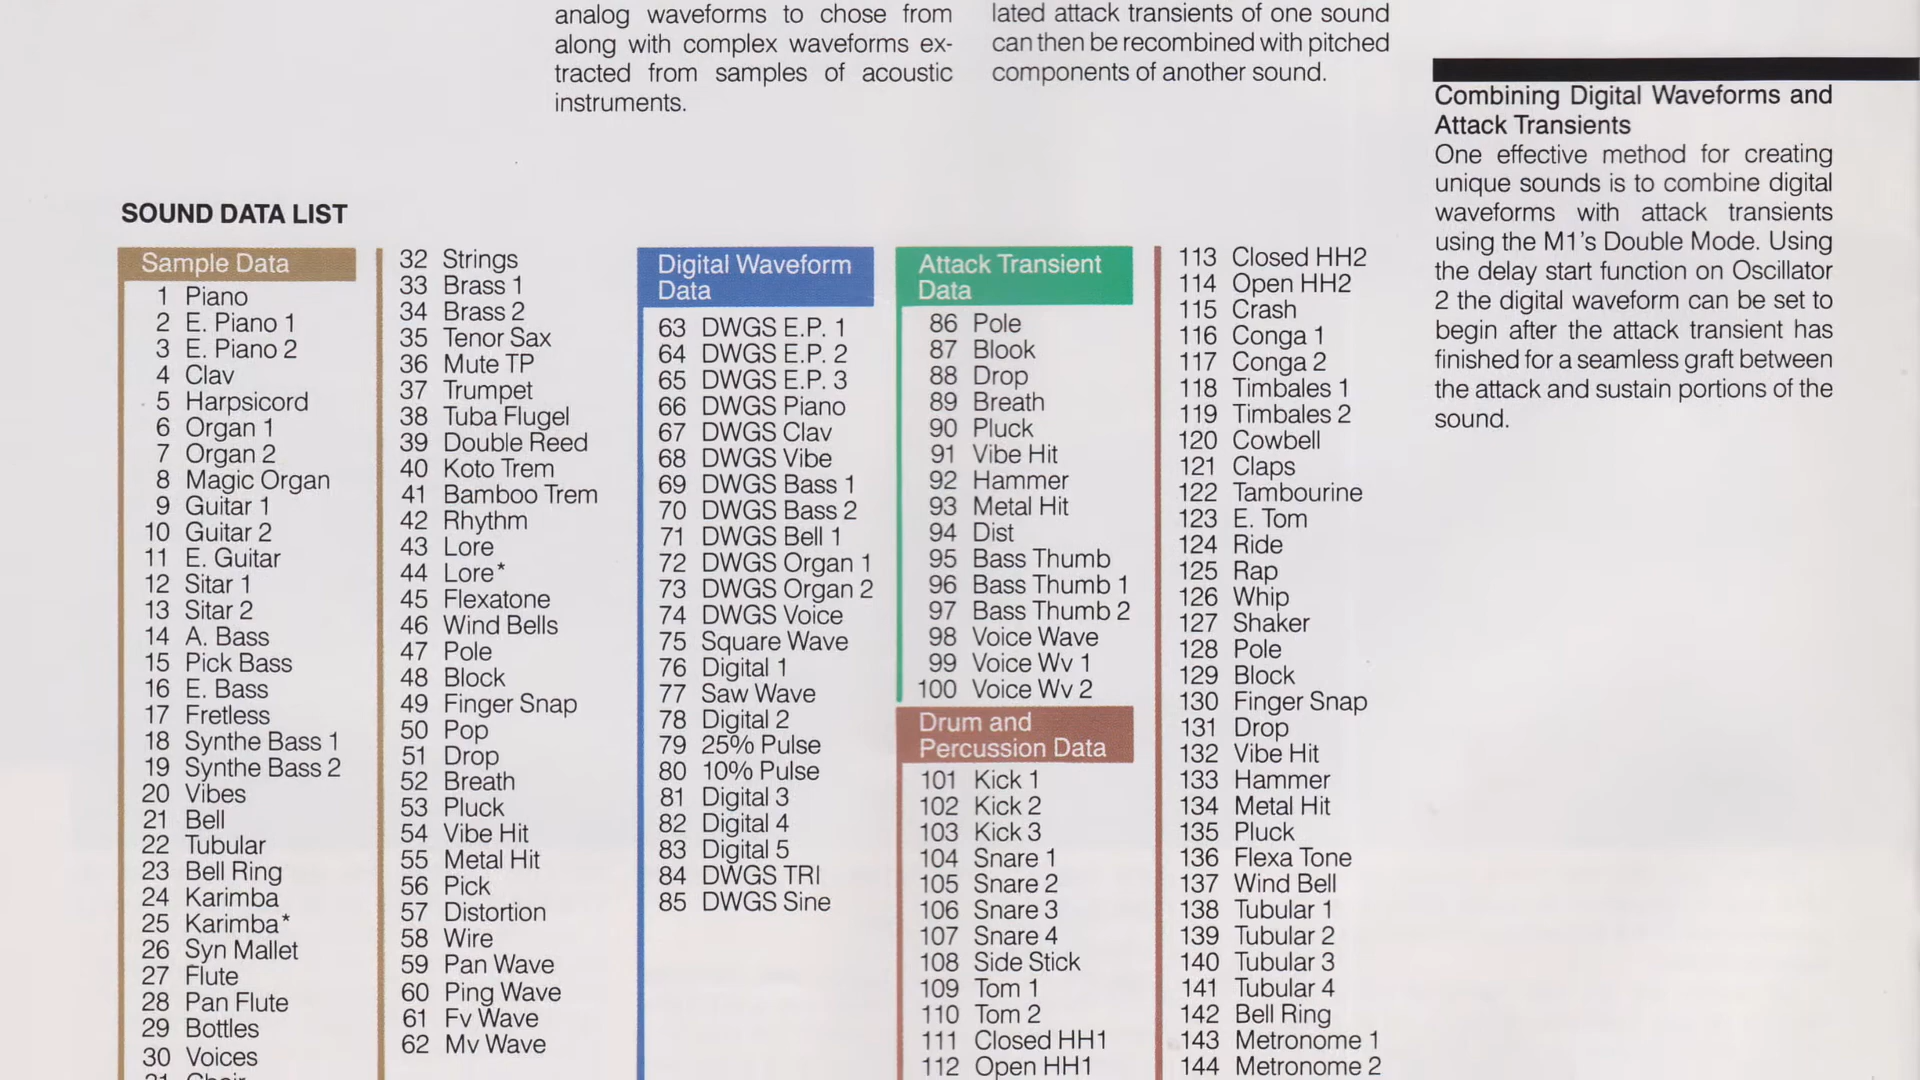 analog waveforms to chose from
along with complex waveforms ex-
tracted from samples of acoustic
instruments.
lated attack transients of one sound
can then be recombined with pitched
components of another sound.
Combining Digital Waveforms and
Attack Transients
One effective method for creating
unique sounds is to combine digital
waveforms with attack transients
using the M1's Double Mode. Using
the delay start function on Oscillator
2 the digital waveform can be set to
begin after the attack transient has
finished for a seamless graft between
the attack and sustain portions of the
sound.
SOUND DATA LIST
Sample Data
1 Piano
2 E. Piano 1
3 E. Piano 2
4 Clav
5 Harpsicord
6 Organ 1
7 Organ 2
8 Magic Organ
9 Guitar 1
10 Guitar 2
11 E. Guitar
12 Sitar 1
13 Sitar 2
14 A. Bass
15 Pick Bass
16 E. Bass
17 Fretless
18 Synthe Bass 1
19 Synthe Bass 2
20 Vibes
21 Bell
22 Tubular
23 Bell Ring
24 Karimba
25 Karimba*
26 Syn Mallet
27 Flute
28 Pan Flute
29 Bottles
30 Voices
31 Choir
32 Strings
33 Brass 1
34 Brass 2
35 Tenor Sax
36 Mute TP
37 Trumpet
38 Tuba Flugel
39 Double Reed
40 Koto Trem
41 Bamboo Trem
42 Rhythm
43 Lore
44 Lore*
45 Flexatone
46 Wind Bells
47 Pole
48 Block
49 Finger Snap
50 Pop
51 Drop
52 Breath
53 Pluck
54 Vibe Hit
55 Metal Hit
56 Pick
57 Distortion
58 Wire
59 Pan Wave
60 Ping Wave
61 Fv Wave
62 Mv Wave
Digital Waveform
Data
63 DWGS E.P. 1
64 DWGS E.P. 2
65 DWGS E.P. 3
66 DWGS Piano
67 DWGS Clav
68 DWGS Vibe
69 DWGS Bass 1
70 DWGS Bass 2
71 DWGS Bell 1
72 DWGS Organ 1
73 DWGS Organ 2
74 DWGS Voice
75 Square Wave
76 Digital 1
77 Saw Wave
78 Digital 2
79 25% Pulse
80 10% Pulse
81 Digital 3
82 Digital 4
83 Digital 5
84 DWGS TRI
85 DWGS Sine
Attack Transient
Data
86 Pole
87 Blook
88 Drop
89 Breath
90 Pluck
91 Vibe Hit
92 Hammer
93 Metal Hit
94 Dist
95 Bass Thumb
96 Bass Thumb 1
97 Bass Thumb 2
98 Voice Wave
99 Voice Wv 1
100 Voice Wv 2
Drum and
Percussion Data
101 Kick 1
102 Kick 2
103 Kick 3
104 Snare 1
105 Snare 2
106 Snare 3
107 Snare 4
108 Side Stick
109 Tom 1
110 Tom 2
111 Closed HH1
112 Open HH1
113 Closed HH2
114 Open HH2
115 Crash
116 Conga 1
117 Conga 2
118 Timbales 1
119 Timbales 2
120 Cowbell
121 Claps
122 Tambourine
123 E. Tom
124 Ride
125 Rap
126 Whip
127 Shaker
128 Pole
129 Block
130 Finger Snap
131 Drop
132 Vibe Hit
133 Hammer
134 Metal Hit
135 Pluck
136 Flexa Tone
137 Wind Bell
138 Tubular 1
139 Tubular 2
140 Tubular 3
141 Tubular 4
142 Bell Ring
143 Metronome 1
144 Metronome 2